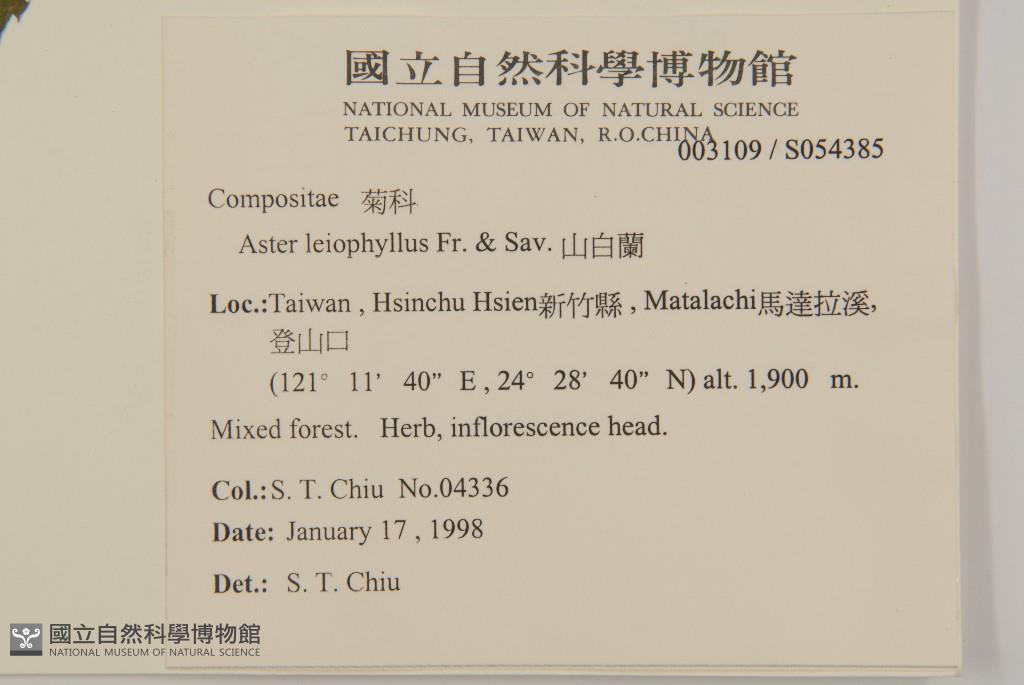 國立自然科學博物館
NATIONAL MUSEUM OF NATURAL SCIENCE
TAICHUNG, TAIWAN, R.O.CHINA
003109 / S054385
Compositae 菊科
Aster leiophyllus Fr. & Sav. 山白蘭
Loc.:Taiwan , Hsinchu Hsien新竹縣 , Matalachi馬達拉溪,
登山口
(121° 11’ 40” E , 24° 28’ 40” N) alt. 1,900 m.
Mixed forest. Herb, inflorescence head.
Col.:S. T. Chiu No.04336
Date: January 17 , 1998
Det.: S. T. Chiu
國立自然科學博物館
NATIONAL MUSEUM OF NATURAL SCIENCE